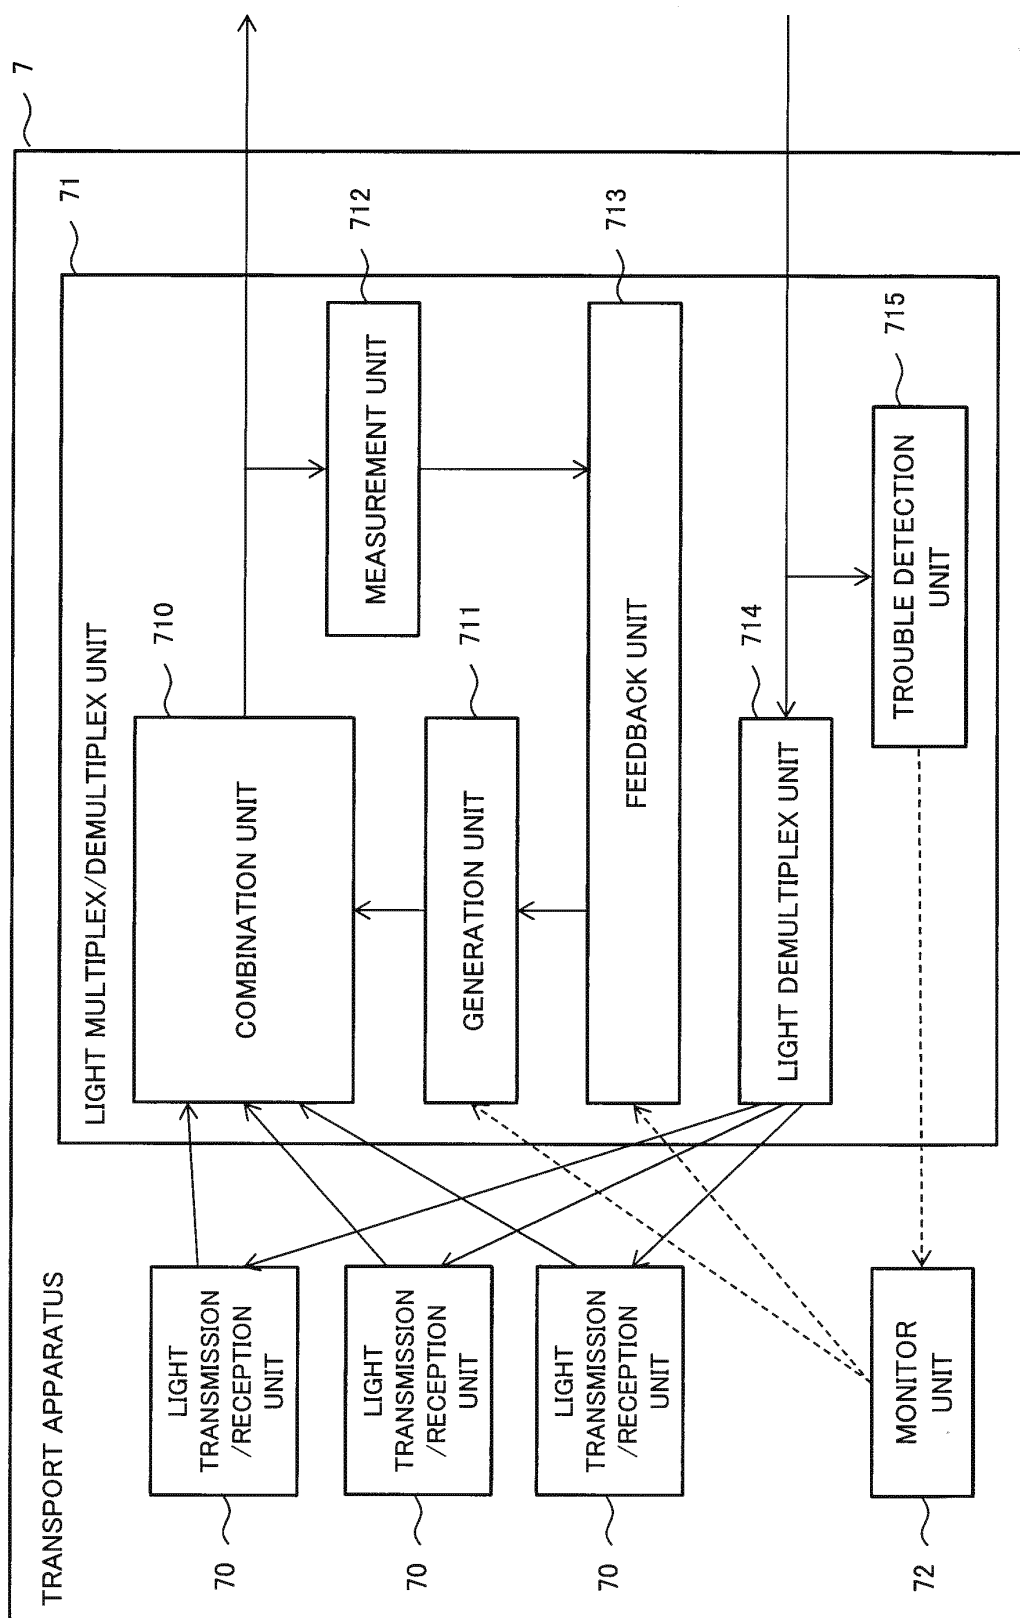 TRANSPORT APPARATUS
7
LIGHT MULTIPLEX/DEMULTIPLEX UNIT
71
LIGHT
TRANSMISSION
/RECEPTION
UNIT
70
LIGHT
TRANSMISSION
/RECEPTION
UNIT
70
LIGHT
TRANSMISSION
/RECEPTION
UNIT
70
MONITOR
UNIT
72
COMBINATION UNIT
710
GENERATION UNIT
711
MEASUREMENT UNIT
712
FEEDBACK UNIT
713
LIGHT DEMULTIPLEX UNIT
714
TROUBLE DETECTION
UNIT
715